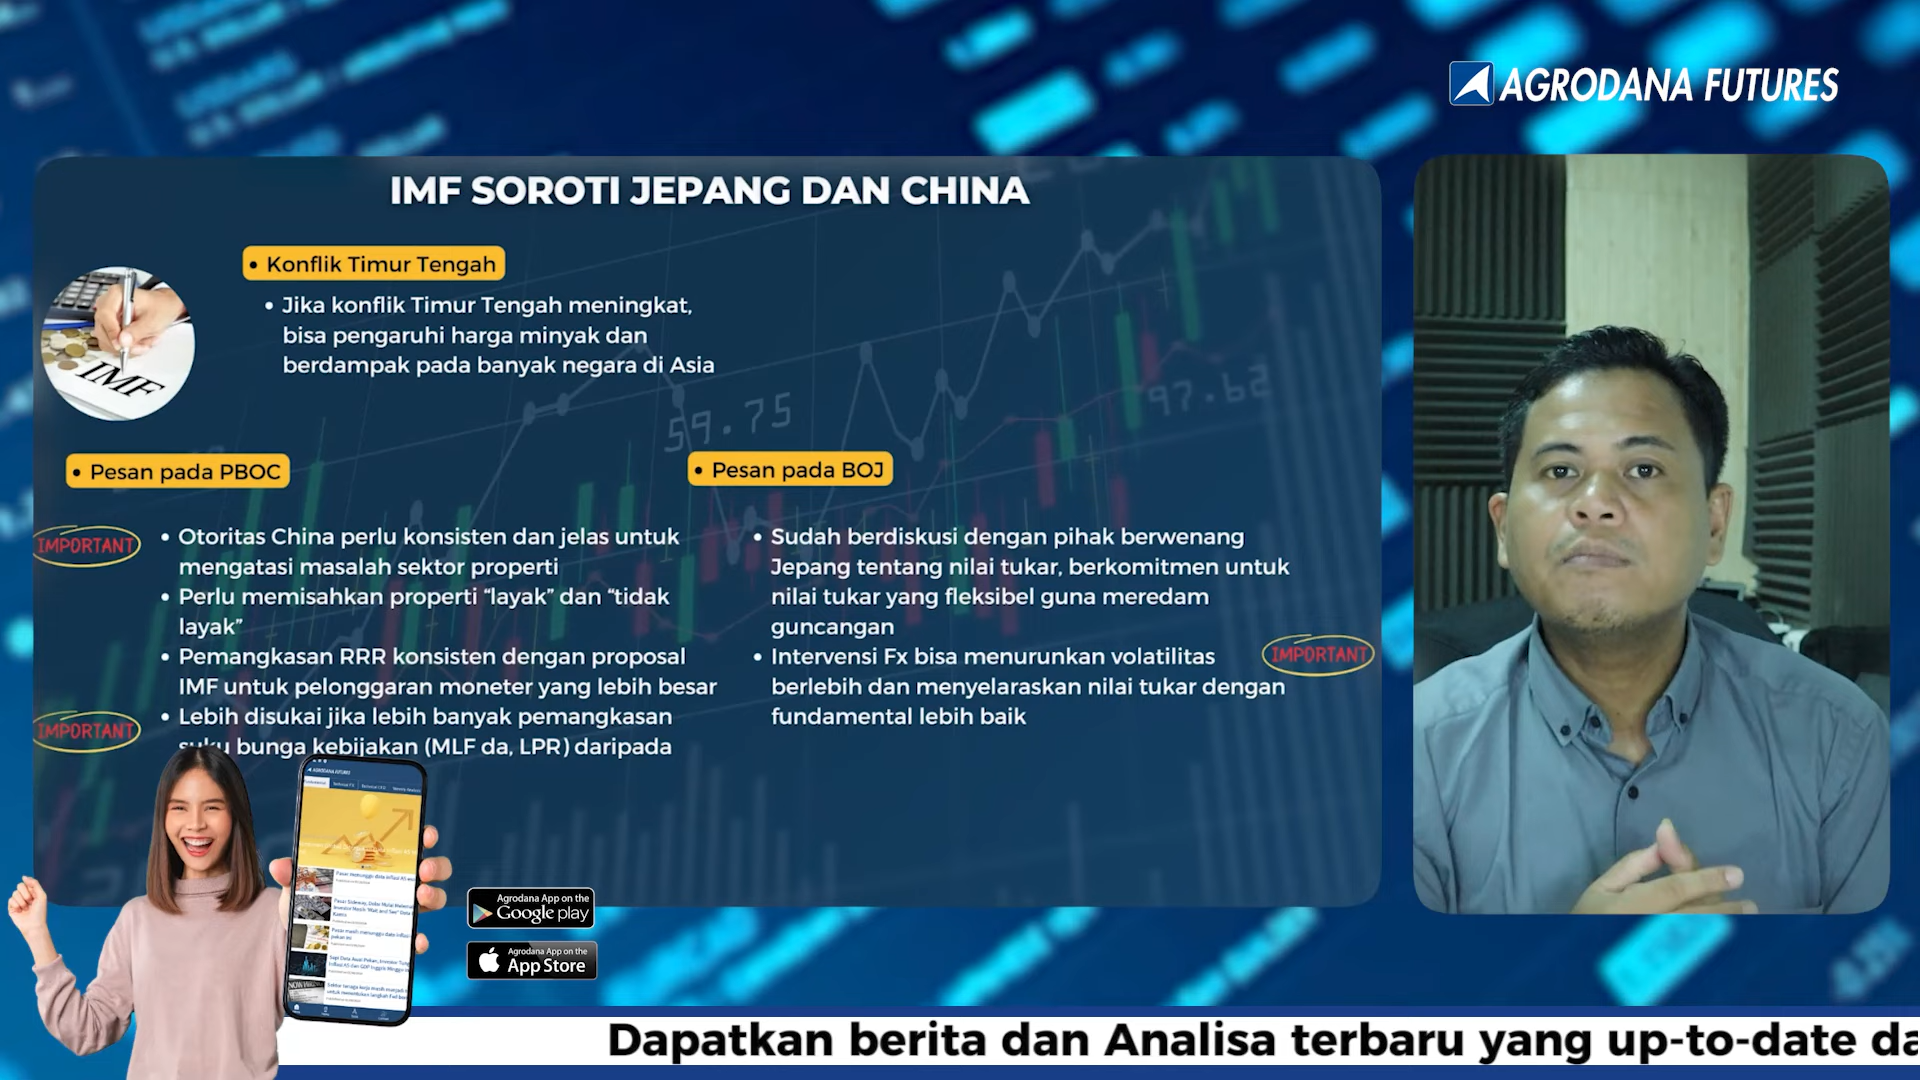 AGRODANA FUTURES
IMF SOROTI JEPANG DAN CHINA
• Konflik Timur Tengah
• Jika konflik Timur Tengah meningkat,
bisa pengaruhi harga minyak dan
berdampak pada banyak negara di Asia
IMF
59.75
97.62
• Pesan pada PBOC
IMPORTANT
• Otoritas China perlu konsisten dan jelas untuk
mengatasi masalah sektor properti
• Perlu memisahkan properti “layak” dan “tidak
layak”
• Pemangkasan RRR konsisten dengan proposal
IMF untuk pelonggaran moneter yang lebih besar
IMPORTANT
• Lebih disukai jika lebih banyak pemangkasan
suku bunga kebijakan (MLF da, LPR) daripada
• Pesan pada BOJ
• Sudah berdiskusi dengan pihak berwenang
Jepang tentang nilai tukar, berkomitmen untuk
nilai tukar yang fleksibel guna meredam
guncangan
• Intervensi Fx bisa menurunkan volatilitas
berlebih dan menyelaraskan nilai tukar dengan
fundamental lebih baik
IMPORTANT
AGRODANA FUTURES
Agrodana App on the
Google play
Agrodana App on the
App Store
Dapatkan berita dan Analisa terbaru yang up-to-date da